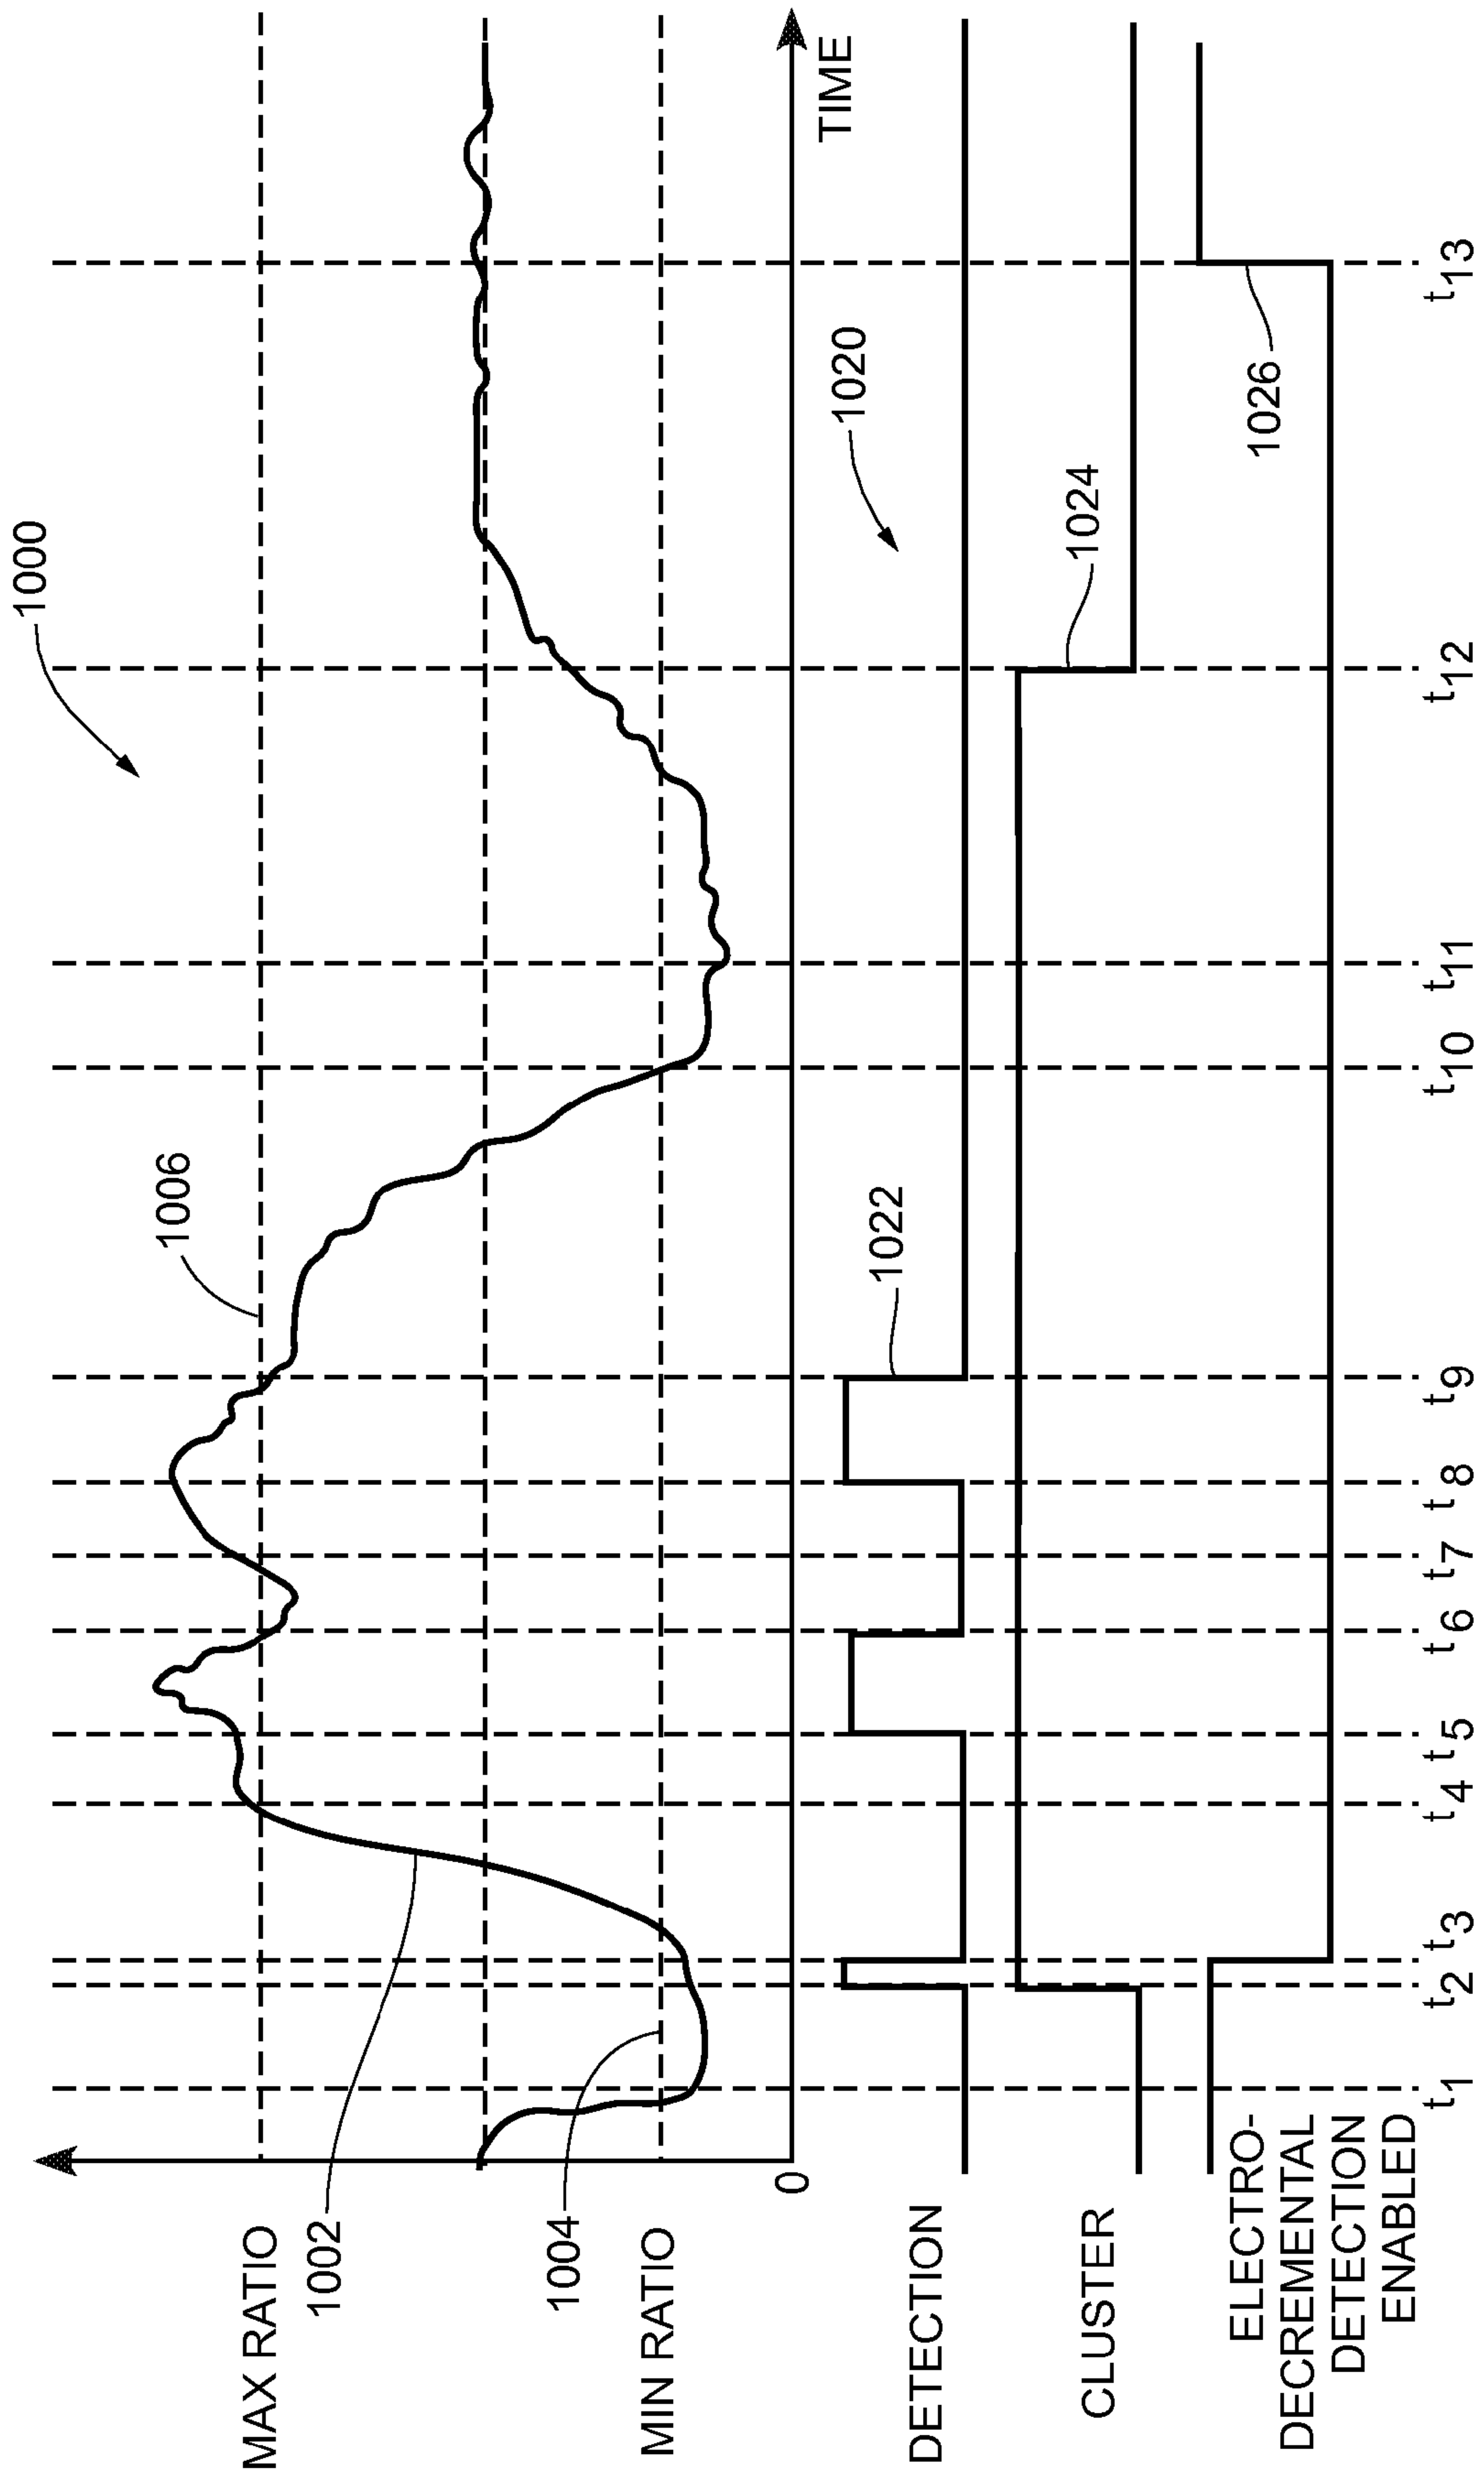 1000
MAX RATIO
1006
1002
1004
MIN RATIO
0
TIME
1020
DETECTION
1022
CLUSTER
1024
ELECTRO-
DECREMENTAL
DETECTION
ENABLED
1026
t1 t2 t3 t4 t5 t6 t7 t8 t9 t10 t11 t12 t13